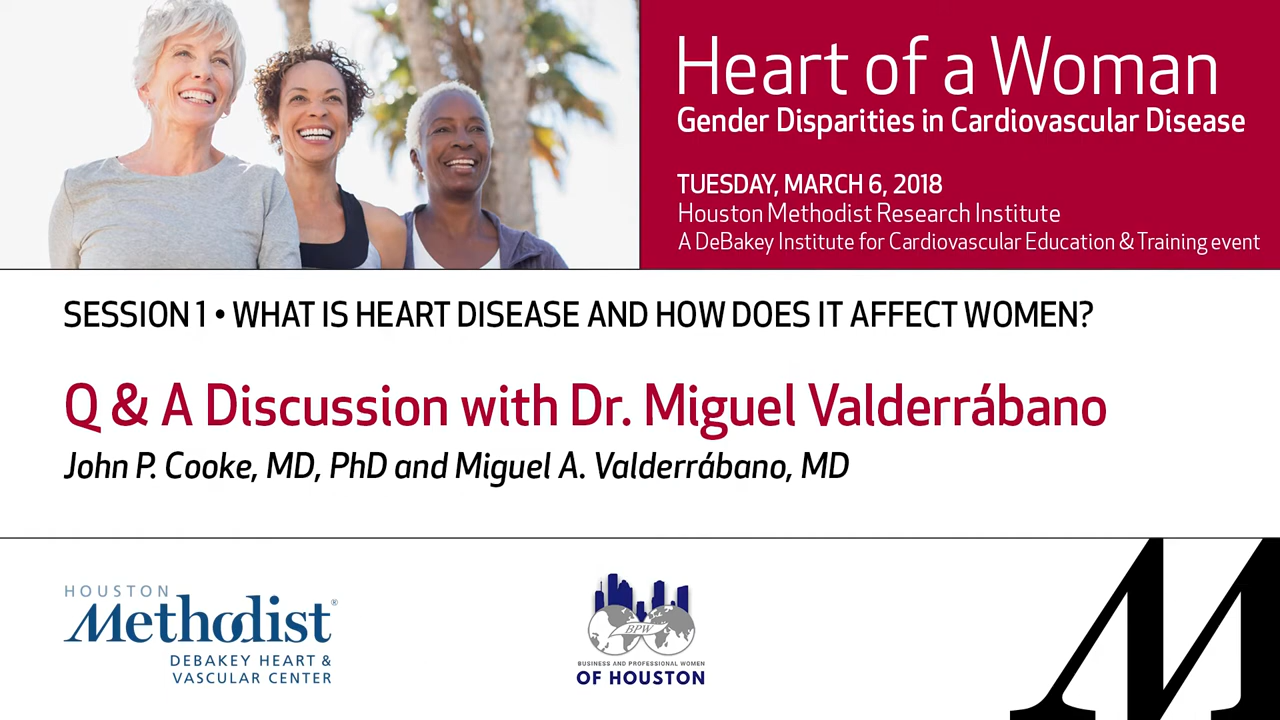 Heart of a Woman
Gender Disparities in Cardiovascular Disease
TUESDAY, MARCH 6, 2018
Houston Methodist Research Institute
A DeBakey Institute for Cardiovascular Education & Training event
SESSION 1 • WHAT IS HEART DISEASE AND HOW DOES IT AFFECT WOMEN?
Q & A Discussion with Dr. Miguel Valderrábano
John P. Cooke, MD, PhD and Miguel A. Valderrábano, MD
HOUSTON
Methodist®
DEBAKEY HEART &
VASCULAR CENTER
BPW
BUSINESS AND PROFESSIONAL WOMEN
OF HOUSTON
M